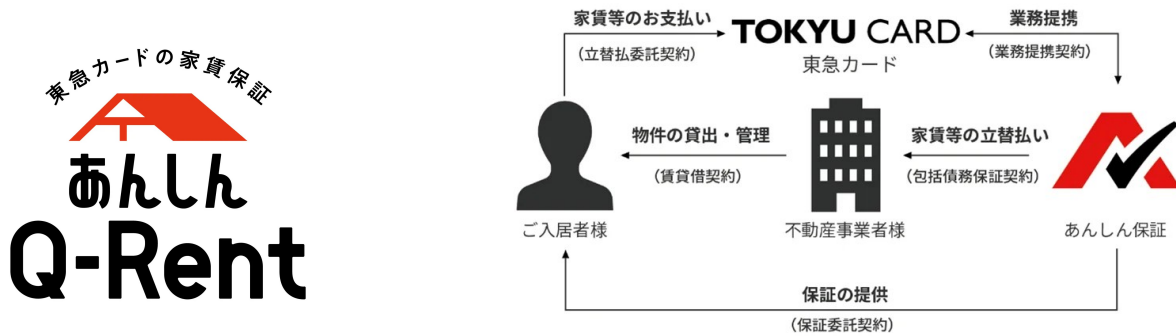 東急カードの家賃保証
あんしん
Q-Rent
家賃等のお支払い
(立替払委託契約)
TOKYU CARD
東急カード
業務提携
(業務提携契約)
物件の貸出・管理
(賃貸借契約)
家賃等の立替払い
(包括債務保証契約)
ご入居者様
不動産事業者様
あんしん保証
保証の提供
(保証委託契約)